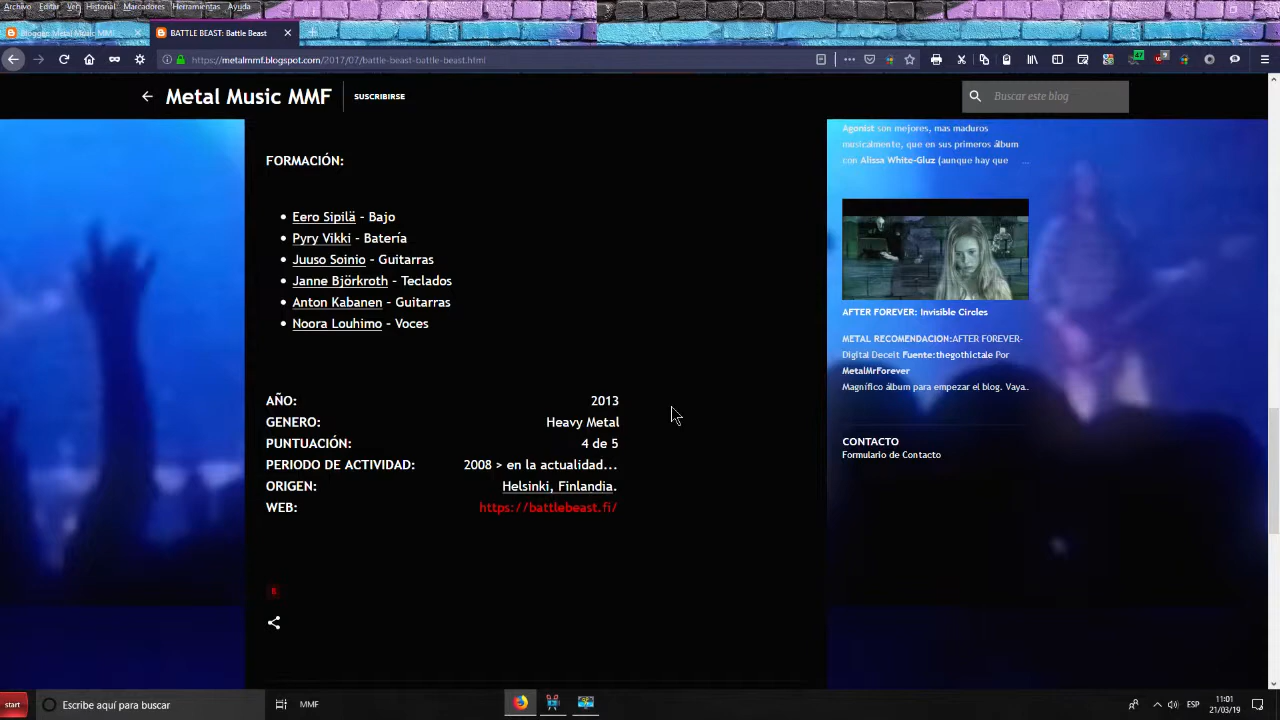 Archivo Editar Ver Historial Marcadores Herramientas Ayuda
Blogger: Metal Music MMF
BATTLE BEAST: Battle Beast
https://metalmmf.blogspot.com/2017/07/battle-beast-battle-beast.html
Metal Music MMF
SUSCRIBIRSE
Buscar este blog
FORMACIÓN:
Eero Sipilä - Bajo
Pyry Vikki - Batería
Juuso Soinio - Guitarras
Janne Björkroth - Teclados
Anton Kabanen - Guitarras
Noora Louhimo - Voces
AÑO: 2013
GENERO: Heavy Metal
PUNTUACIÓN: 4 de 5
PERIODO DE ACTIVIDAD: 2008 > en la actualidad...
ORIGEN: Helsinki, Finlandia.
WEB: https://battlebeast.fi/
B
Agonist son mejores, mas maduros
musicalmente, que en sus primeros álbum
con Alissa White-Gluz (aunque hay que ...
AFTER FOREVER: Invisible Circles
METAL RECOMENDACION:AFTER FOREVER-
Digital Deceit Fuente:thegothictale Por
MetalMrForever
Magnífico álbum para empezar el blog. Vaya..
CONTACTO
Formulario de Contacto
start
Escribe aquí para buscar
MMF
ESP
11:01
21/03/19